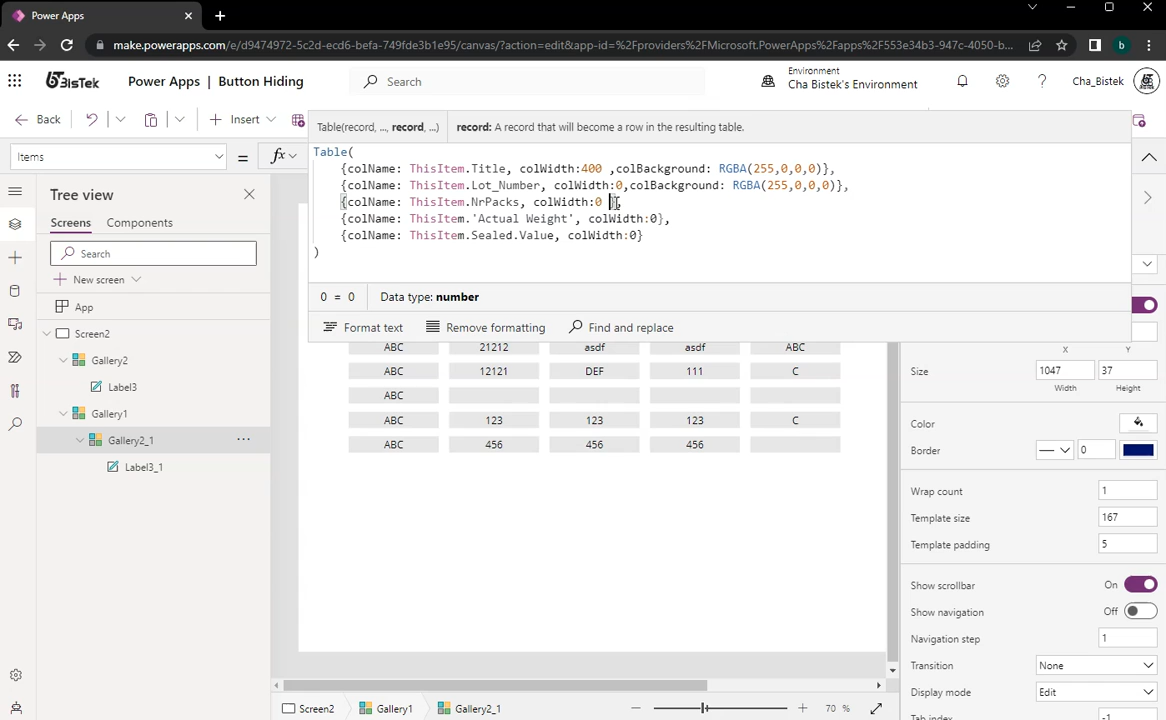 Power Apps
make.powerapps.com/e/d9474972-5c2d-ecd6-befa-749fde3b1e95/canvas/?action=edit&app-id=%2Fproviders%2FMicrosoft.PowerApps%2Fapps%2F553e34b3-947c-4050-b...
b
BisTek
Power Apps | Button Hiding
Search
Environment
Cha Bistek's Environment
Cha_Bistek
Back
Insert
Table(record, ..., record, ...)
record: A record that will become a row in the resulting table.
Items
=
fx
Table(
{colName: ThisItem.Title, colWidth:400 ,colBackground: RGBA(255,0,0,0)},
{colName: ThisItem.Lot_Number, colWidth:0,colBackground: RGBA(255,0,0,0)},
{colName: ThisItem.NrPacks, colWidth:0 },
{colName: ThisItem.'Actual Weight', colWidth:0},
{colName: ThisItem.Sealed.Value, colWidth:0}
)
0 = 0
Data type: number
Format text
Remove formatting
Find and replace
Tree view
Screens
Components
Search
New screen
App
Screen2
Gallery2
Label3
Gallery1
Gallery2_1
Label3_1
ABC 21212 asdf asdf ABC
ABC 12121 DEF 111 C
ABC
ABC 123 123 123 C
ABC 456 456 456
X Y
Size 1047 37
Width Height
Color
Border 0
Wrap count 1
Template size 167
Template padding 5
Show scrollbar On
Show navigation Off
Navigation step 1
Transition None
Display mode Edit
Tab index -1
Screen2 Gallery1 Gallery2_1
70 %